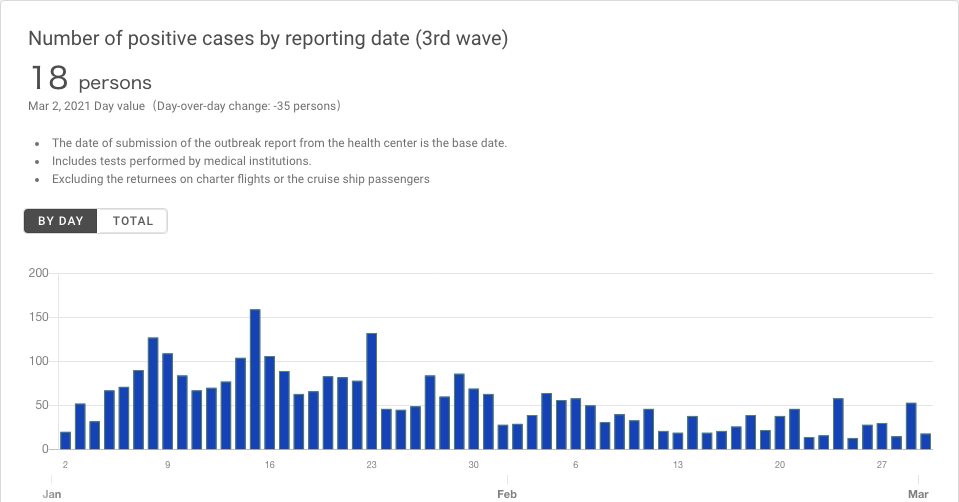 Number of positive cases by reporting date (3rd wave)
18 persons
Mar 2, 2021 Day value（Day-over-day change: -35 persons）
• The date of submission of the outbreak report from the health center is the base date.
• Includes tests performed by medical institutions.
• Excluding the returnees on charter flights or the cruise ship passengers
BY DAY TOTAL
200
150
100
50
0
2 9 16 23 30 6 13 20 27
Jan Feb Mar